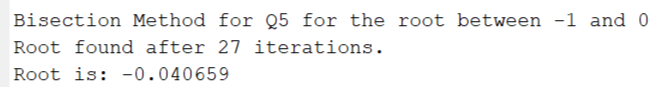 Bisection Method for Q5 for the root between -1 and 0
Root found after 27 iterations.
Root is: -0.040659